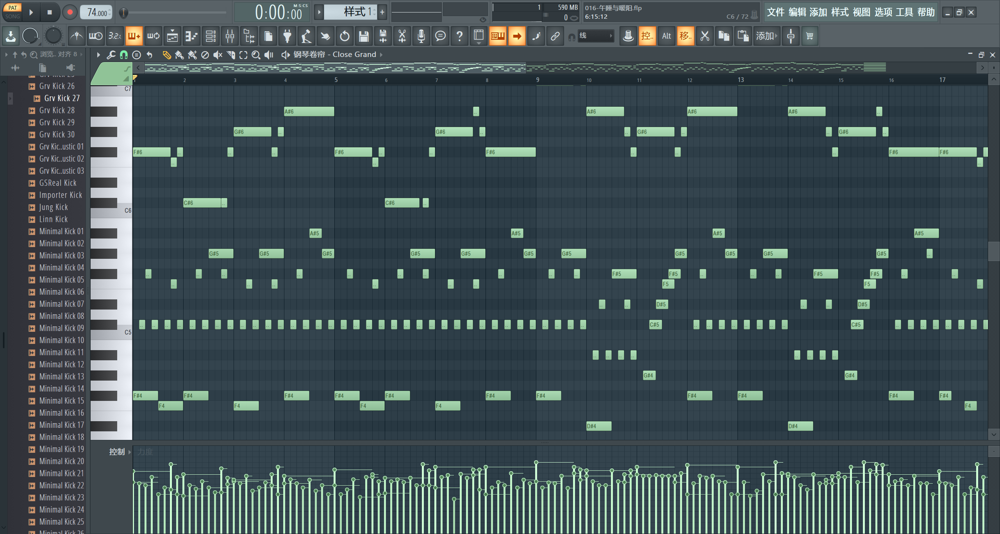 PAT
SONG
74.000
0:00:00
M:S:CS
样式 1
+
1
590 MB
0
016-午睡与暖阳.flp
6:15:12
C6 / 72
文件 编辑 添加 样式 视图 选项 工具 帮助
3.2.1
?
线
控..
Alt
移..
添加
浏览.. 对齐 8
钢琴卷帘 - Close Grand
Grv Kick 25
Grv Kick 26
Grv Kick 27
Grv Kick 28
Grv Kick 29
Grv Kick 30
Grv Kic..ustic 01
Grv Kic..ustic 02
Grv Kic..ustic 03
GSReal Kick
Importer Kick
Jung Kick
Linn Kick
Minimal Kick 01
Minimal Kick 02
Minimal Kick 03
Minimal Kick 04
Minimal Kick 05
Minimal Kick 06
Minimal Kick 07
Minimal Kick 08
Minimal Kick 09
Minimal Kick 10
Minimal Kick 11
Minimal Kick 12
Minimal Kick 13
Minimal Kick 14
Minimal Kick 15
Minimal Kick 16
Minimal Kick 17
Minimal Kick 18
Minimal Kick 19
Minimal Kick 20
Minimal Kick 21
Minimal Kick 22
Minimal Kick 23
Minimal Kick 24
Minimal Kick 25
Minimal Kick 26
2 3 4 5 6 7 8 9 10 11 12 13 14 15 16 17
C7
A#6 A#6 A#6 A#6
G#6 G#6 G#6 G#6
F#6 F#6 F#6 F#6 F#6
C#6 C#6
C6
A#5 A#5 A#5 A#5
G#5 G#5 G#5 G#5 G#5 G#5 G#5 G#5 G#5 G#5 G#5
F#5 F#5 F#5 F#5
F5 F5
D#5 D#5
C#5 C#5
C5
G#4 G#4
F#4 F#4 F#4 F#4 F#4 F#4 F#4 F#4 F#4 F#4 F#4
F4 F4 F4 F4 F4
D#4 D#4
控制
力度